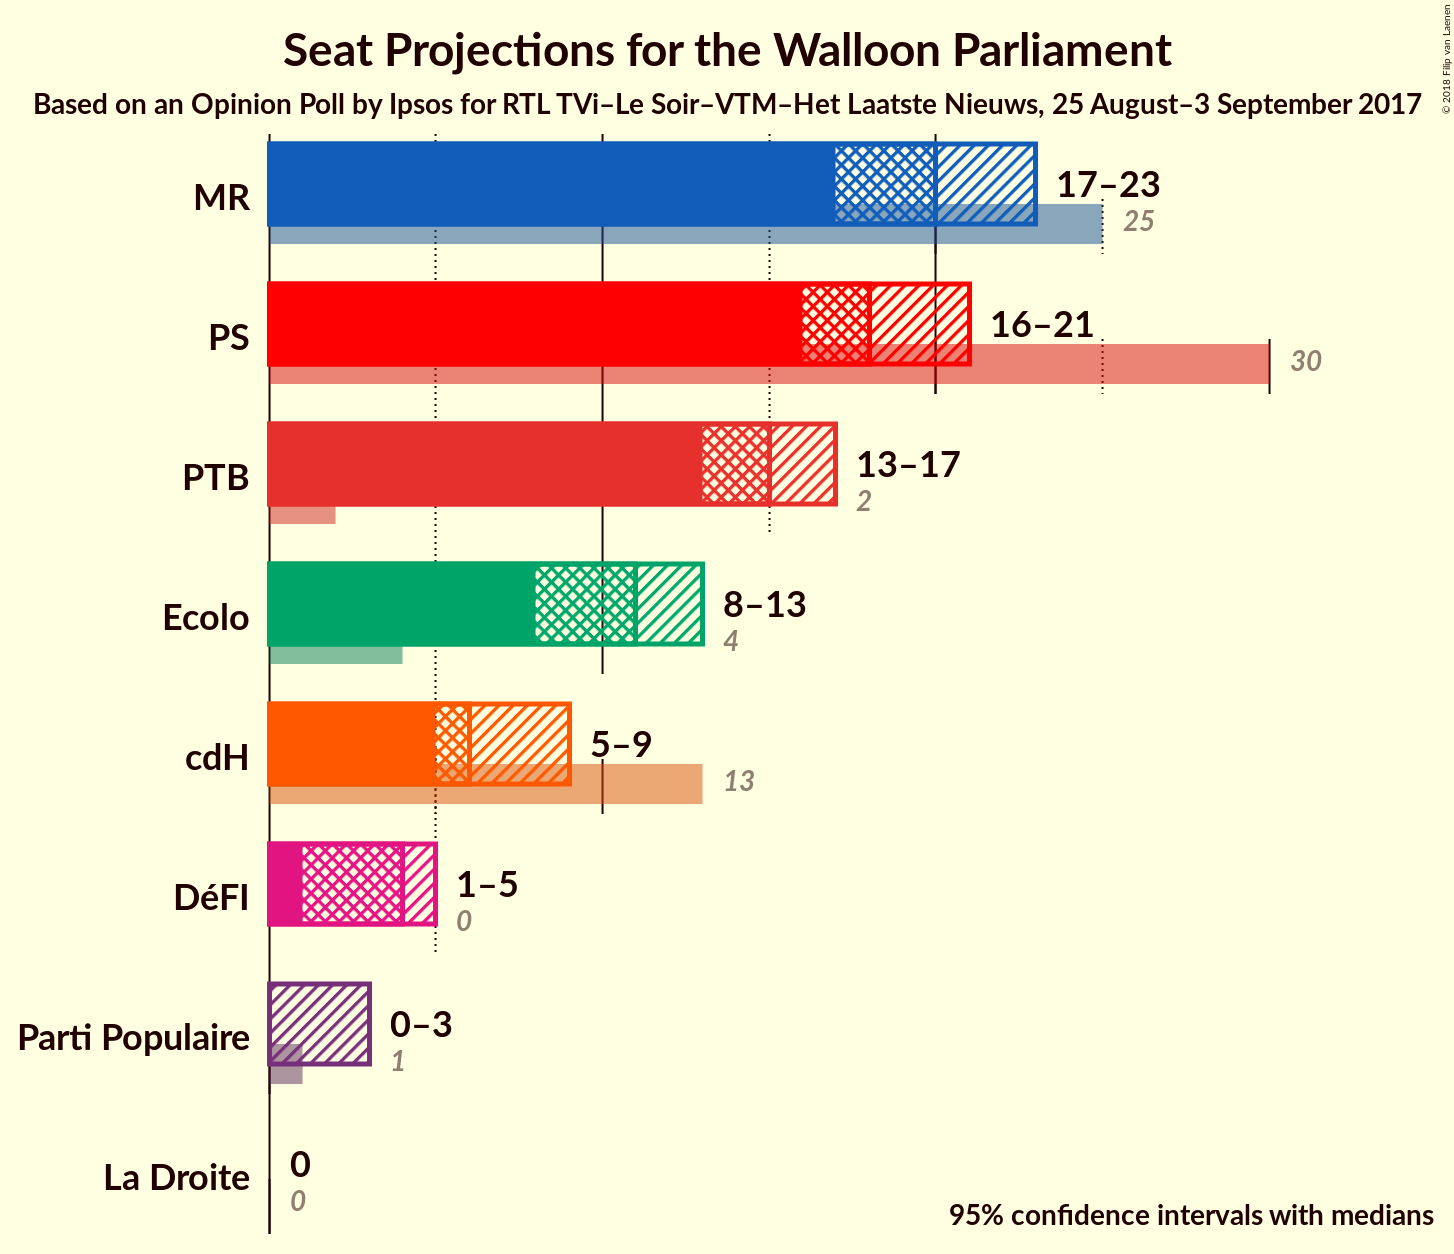 Seat Projections for the Walloon Parliament
Based on an Opinion Poll by Ipsos for RTL TVi–Le Soir–VTM–Het Laatste Nieuws, 25 August–3 September 2017
© 2018 Filip van Laenen
MR
17–23
25
PS
16–21
30
PTB
13–17
2
Ecolo
8–13
4
cdH
5–9
13
DéFI
1–5
0
Parti Populaire
0–3
1
La Droite
0
0
95% confidence intervals with medians